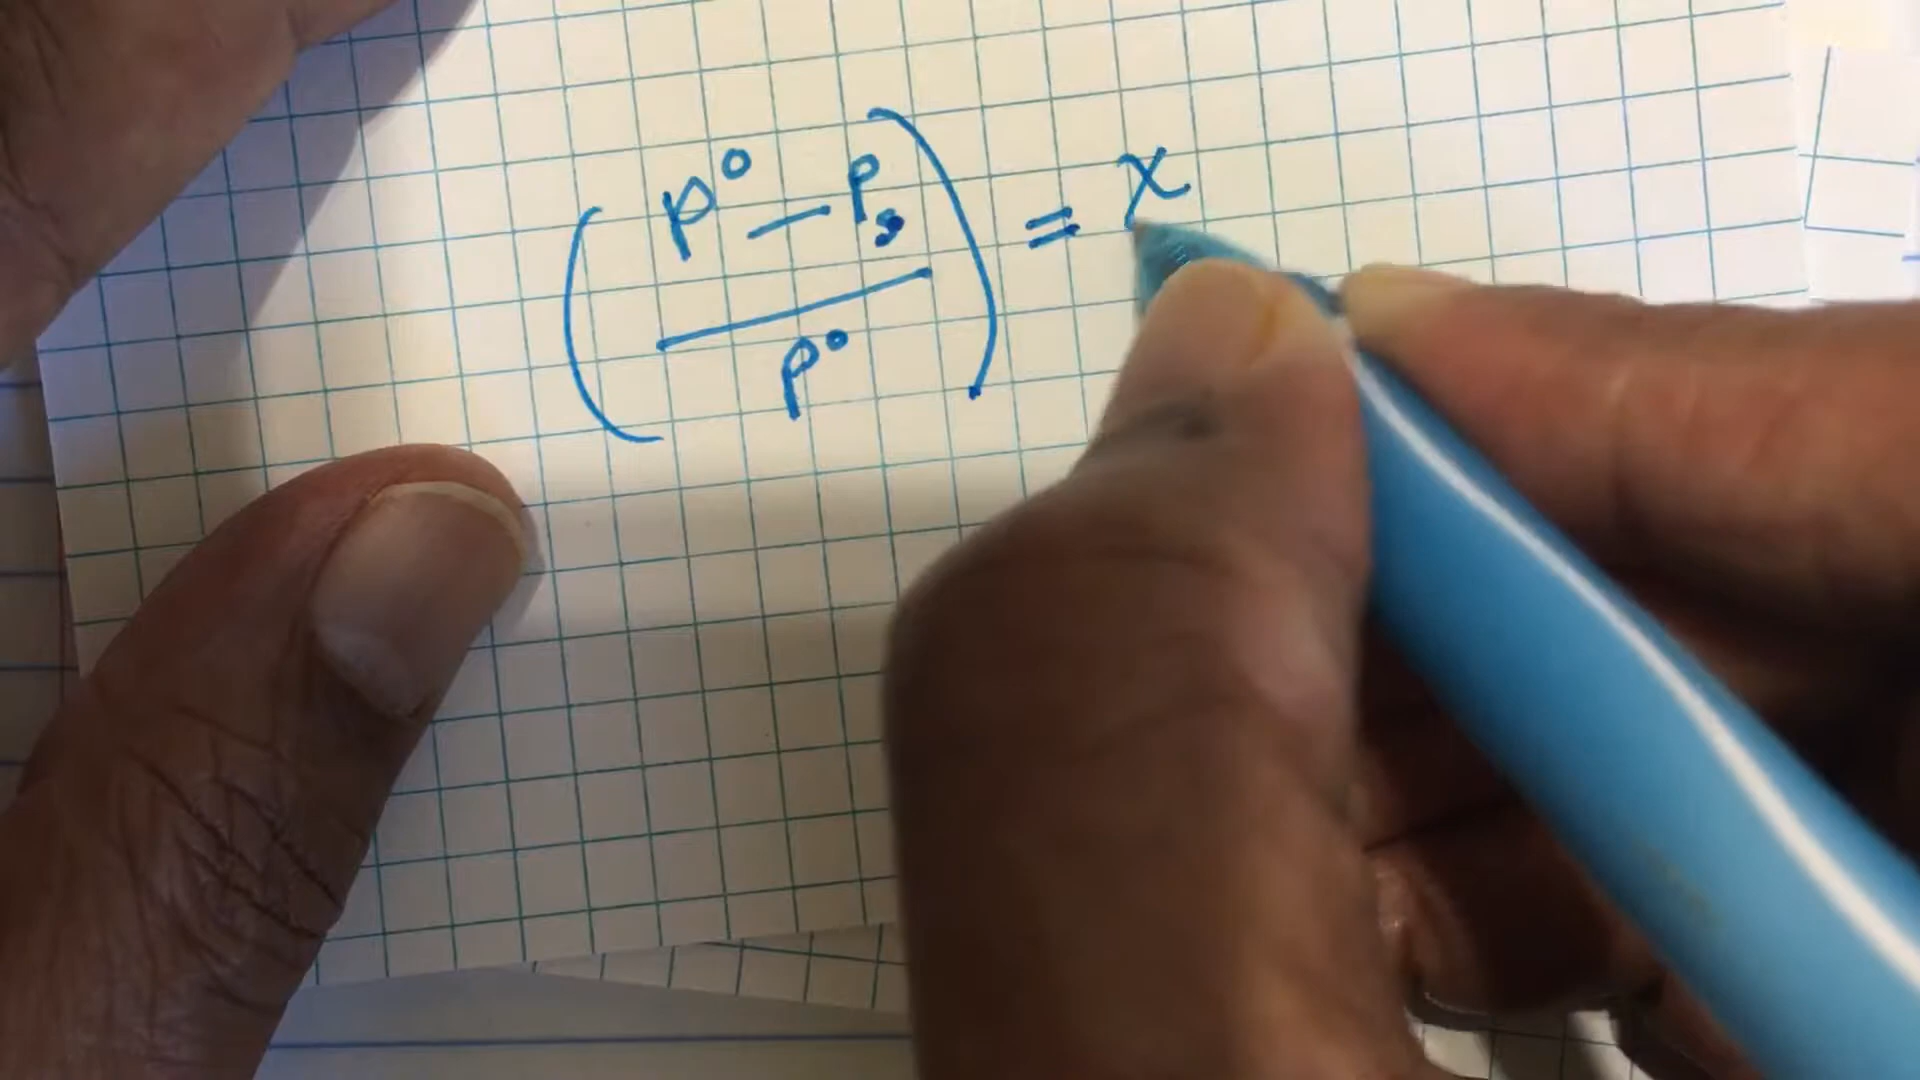 (P° − Ps / P°) = x